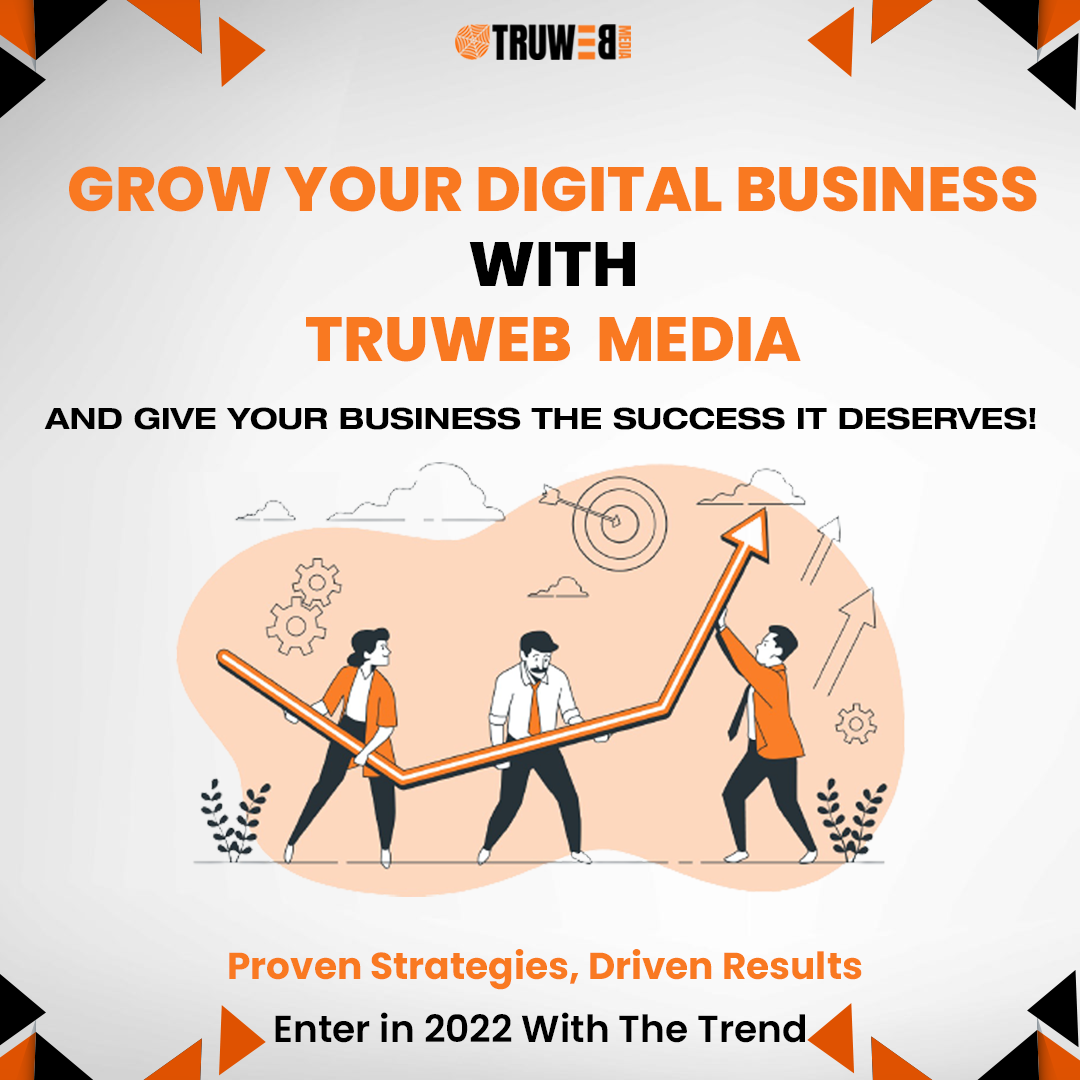 TRUWEB MEDIA
GROW YOUR DIGITAL BUSINESS
WITH
TRUWEB MEDIA
AND GIVE YOUR BUSINESS THE SUCCESS IT DESERVES!
Proven Strategies, Driven Results
Enter in 2022 With The Trend